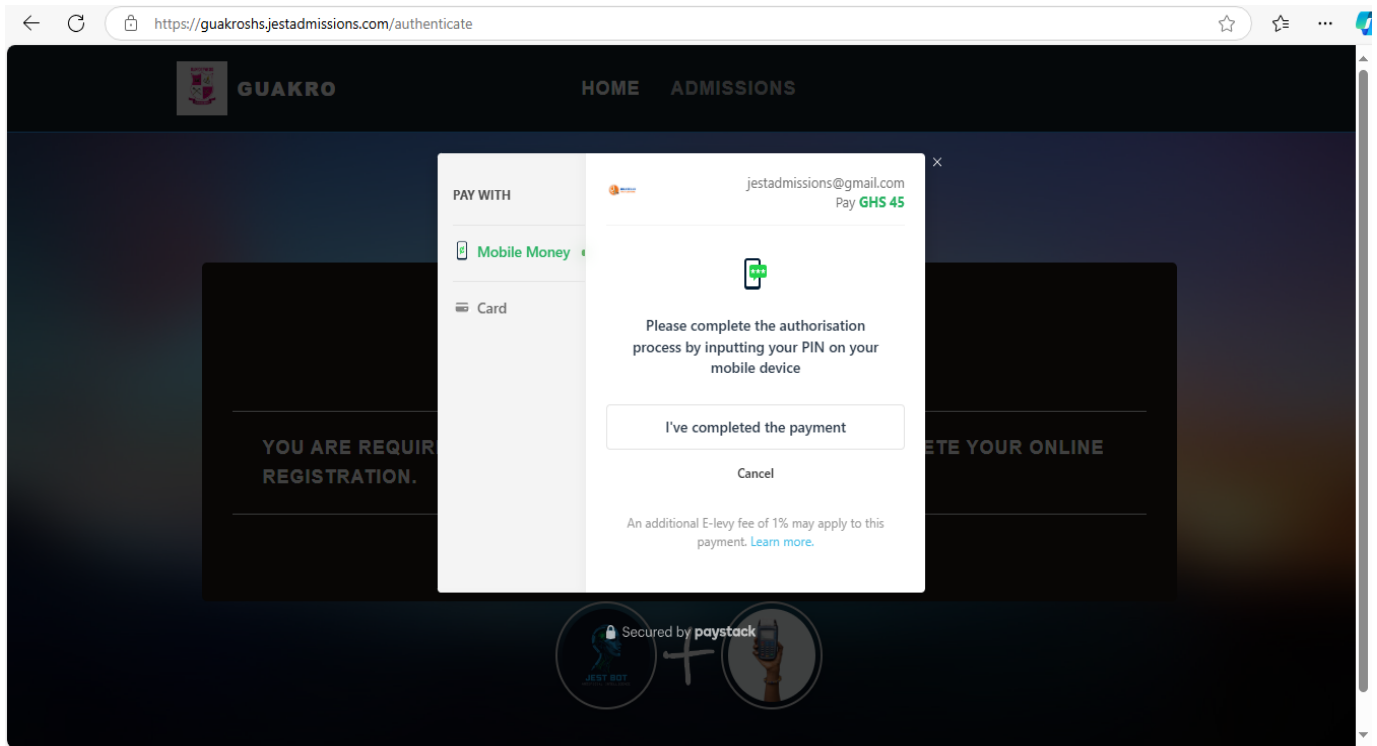 https://guakroshs.jestadmissions.com/authenticate
GUAKRO
HOME
ADMISSIONS
PAY WITH
Mobile Money
Card
jestadmissions@gmail.com
Pay GHS 45
Please complete the authorisation
process by inputting your PIN on your
mobile device
I've completed the payment
Cancel
An additional E-levy fee of 1% may apply to this
payment. Learn more.
YOU ARE REQUIR
ETE YOUR ONLINE
REGISTRATION.
Secured by paystack
JEST BOT